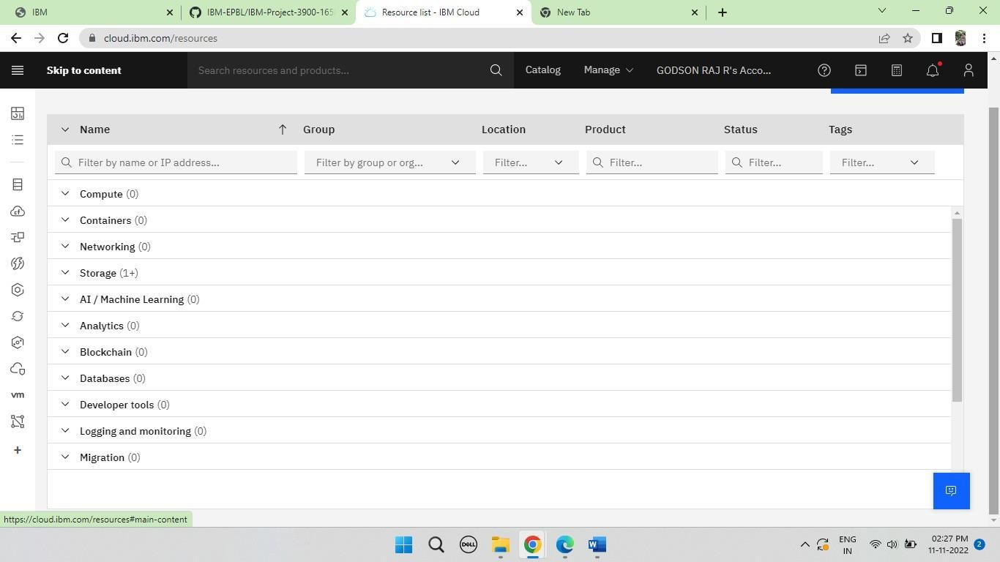 IBM
IBM-EPBL/IBM-Project-3900-165
Resource list - IBM Cloud
New Tab
cloud.ibm.com/resources
Skip to content
Search resources and products...
Catalog
Manage
GODSON RAJ R's Acco...
Name
Group
Location
Product
Status
Tags
Filter by name or IP address...
Filter by group or org...
Filter...
Filter...
Filter...
Filter...
Compute (0)
Containers (0)
Networking (0)
Storage (1+)
AI / Machine Learning (0)
Analytics (0)
Blockchain (0)
Databases (0)
Developer tools (0)
Logging and monitoring (0)
Migration (0)
cf
vm
https://cloud.ibm.com/resources#main-content
DELL
W
ENG
IN
02:27 PM
11-11-2022
2